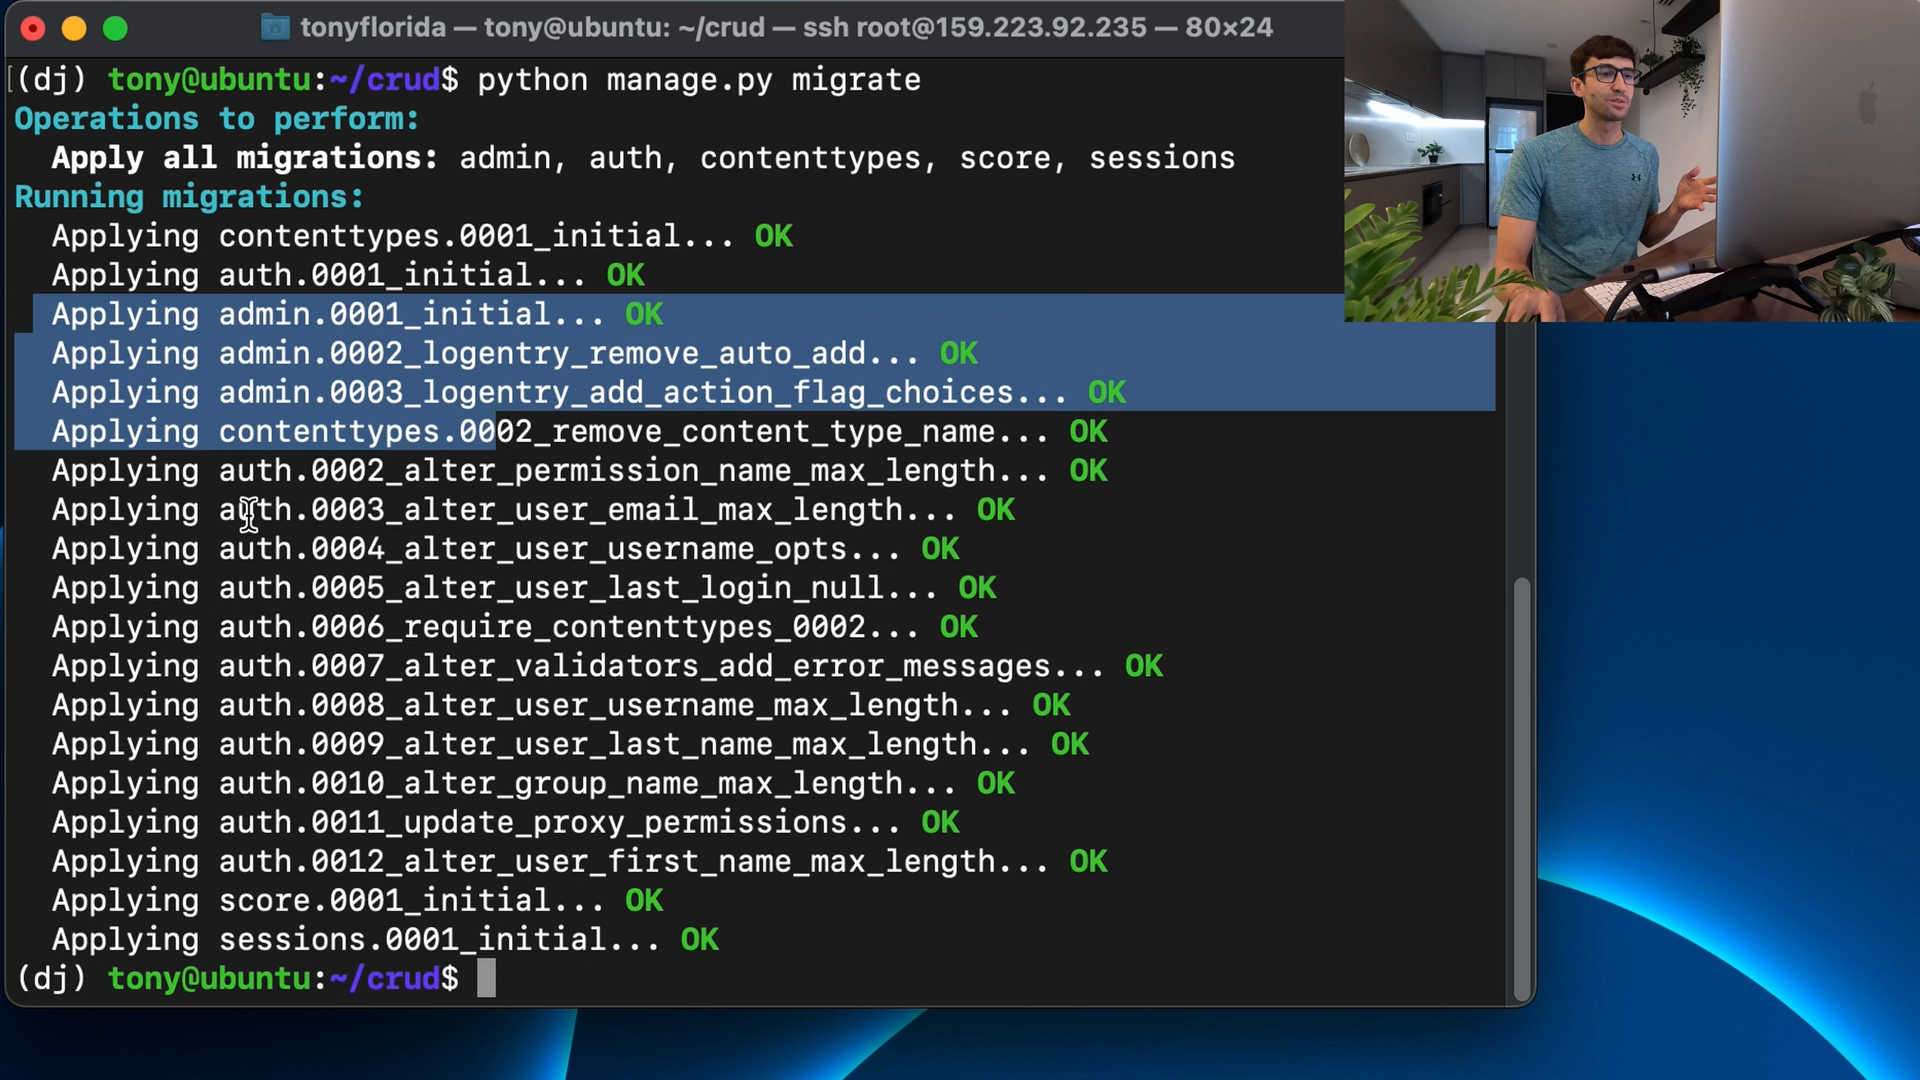 tonyflorida — tony@ubuntu: ~/crud — ssh root@159.223.92.235 — 80×24
(dj) tony@ubuntu:~/crud$ python manage.py migrate
Operations to perform:
  Apply all migrations: admin, auth, contenttypes, score, sessions
Running migrations:
  Applying contenttypes.0001_initial... OK
  Applying auth.0001_initial... OK
  Applying admin.0001_initial... OK
  Applying admin.0002_logentry_remove_auto_add... OK
  Applying admin.0003_logentry_add_action_flag_choices... OK
  Applying contenttypes.0002_remove_content_type_name... OK
  Applying auth.0002_alter_permission_name_max_length... OK
  Applying auth.0003_alter_user_email_max_length... OK
  Applying auth.0004_alter_user_username_opts... OK
  Applying auth.0005_alter_user_last_login_null... OK
  Applying auth.0006_require_contenttypes_0002... OK
  Applying auth.0007_alter_validators_add_error_messages... OK
  Applying auth.0008_alter_user_username_max_length... OK
  Applying auth.0009_alter_user_last_name_max_length... OK
  Applying auth.0010_alter_group_name_max_length... OK
  Applying auth.0011_update_proxy_permissions... OK
  Applying auth.0012_alter_user_first_name_max_length... OK
  Applying score.0001_initial... OK
  Applying sessions.0001_initial... OK
(dj) tony@ubuntu:~/crud$